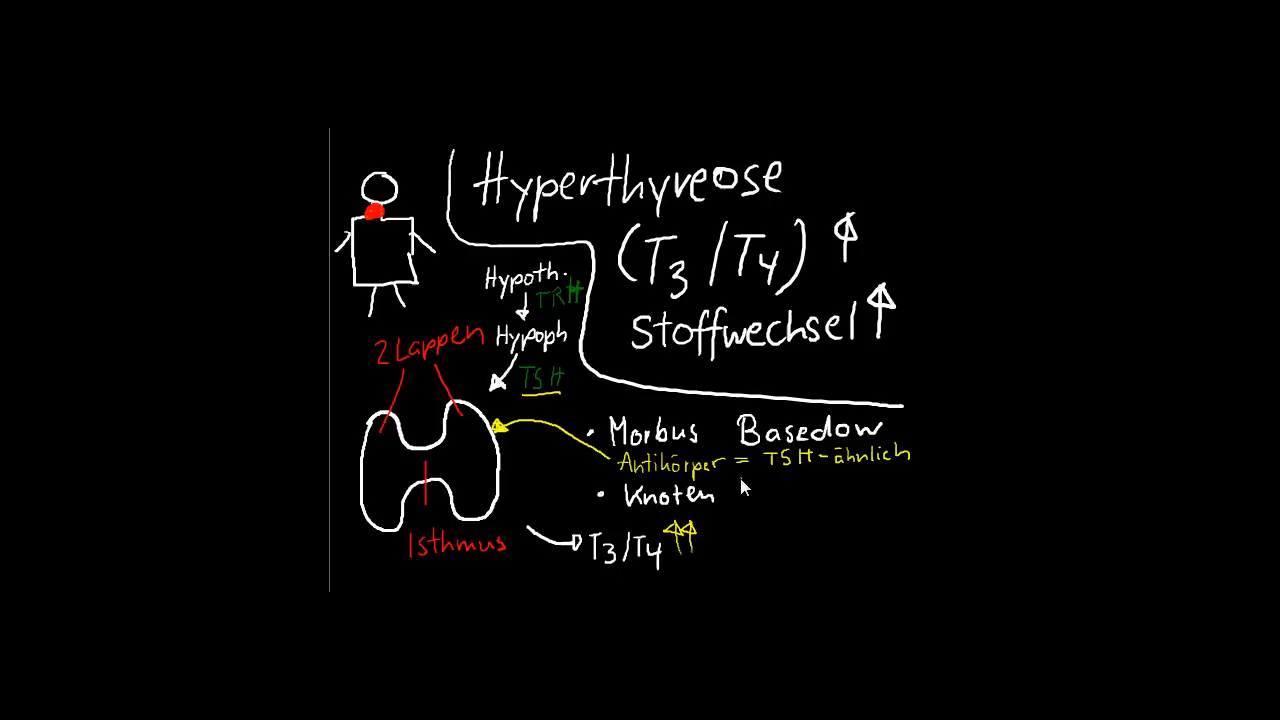 Hyperthyreose
(T3/T4)
Stoffwechsel
Hypoth.
TRH
Hypoph
TSH
2 Lappen
Isthmus
• Morbus Basedow
Antikörper = TSH-ähnlich
• Knoten
T3/T4